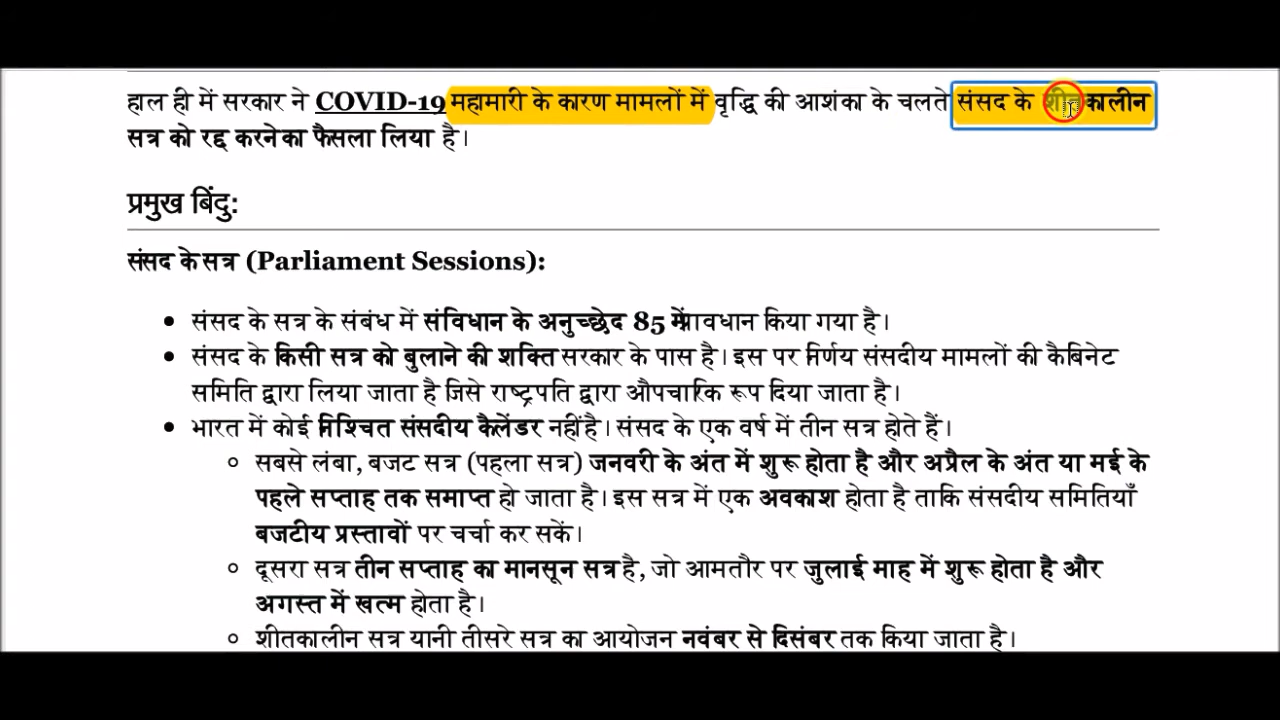 हाल ही में सरकार ने COVID-19 महामारी के कारण मामलों में वृद्धि की आशंका के चलते संसद के शीतकालीन
सत्र को रद्द करने का फैसला लिया है।
प्रमुख बिंदु:
संसद के सत्र (Parliament Sessions):
• संसद के सत्र के संबंध में संविधान के अनुच्छेद 85 में प्रावधान किया गया है।
• संसद के किसी सत्र को बुलाने की शक्ति सरकार के पास है। इस पर निर्णय संसदीय मामलों की कैबिनेट
समिति द्वारा लिया जाता है जिसे राष्ट्रपति द्वारा औपचारिक रूप दिया जाता है।
• भारत में कोई निश्चित संसदीय कैलेंडर नहीं है। संसद के एक वर्ष में तीन सत्र होते हैं।
○ सबसे लंबा, बजट सत्र (पहला सत्र) जनवरी के अंत में शुरू होता है और अप्रैल के अंत या मई के
पहले सप्ताह तक समाप्त हो जाता है। इस सत्र में एक अवकाश होता है ताकि संसदीय समितियाँ
बजटीय प्रस्तावों पर चर्चा कर सकें।
○ दूसरा सत्र तीन सप्ताह का मानसून सत्र है, जो आमतौर पर जुलाई माह में शुरू होता है और
अगस्त में खत्म होता है।
○ शीतकालीन सत्र यानी तीसरे सत्र का आयोजन नवंबर से दिसंबर तक किया जाता है।